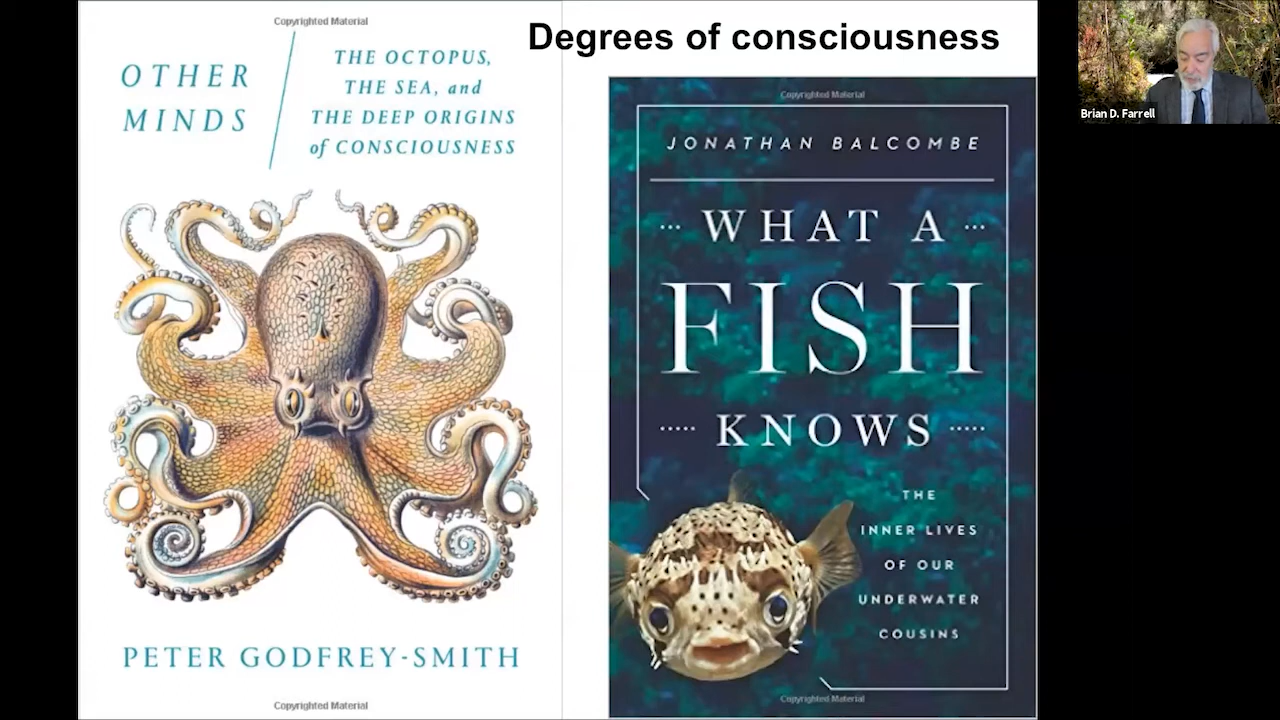 Degrees of consciousness
Copyrighted Material
OTHER
MINDS
THE OCTOPUS,
THE SEA, and
THE DEEP ORIGINS
of CONSCIOUSNESS
PETER GODFREY-SMITH
Copyrighted Material
Copyrighted Material
JONATHAN BALCOMBE
··· WHAT A ···
FISH
····· KNOWS ·····
THE
INNER LIVES
OF OUR
UNDERWATER
COUSINS
Copyrighted Material
Brian D. Farrell